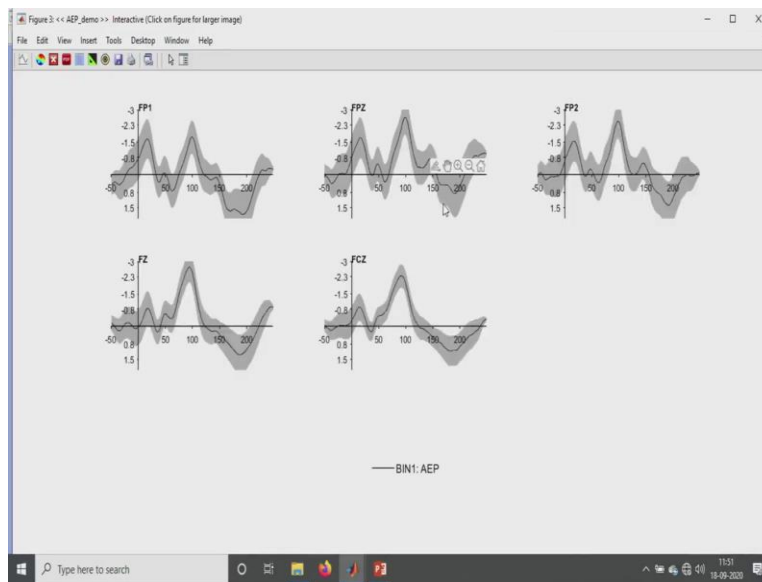 Figure 3: << AEP_demo >> Interactive (Click on figure for larger image)
File Edit View Insert Tools Desktop Window Help
FP1
-3
-2.3
-1.5
-0.8
-50 50 100 150 200
0.8
1.5
FPZ
-3
-2.3
-1.5
-0.8
-50 50 100 150 200
0.8
1.5
FP2
-3
-2.3
-1.5
-0.8
-50 50 100 150 200
0.8
1.5
FZ
-3
-2.3
-1.5
-0.8
-50 50 100 150 200
0.8
1.5
FCZ
-3
-2.3
-1.5
-0.8
-50 50 100 150 200
0.8
1.5
BIN1: AEP
Type here to search
11:51
18-09-2020